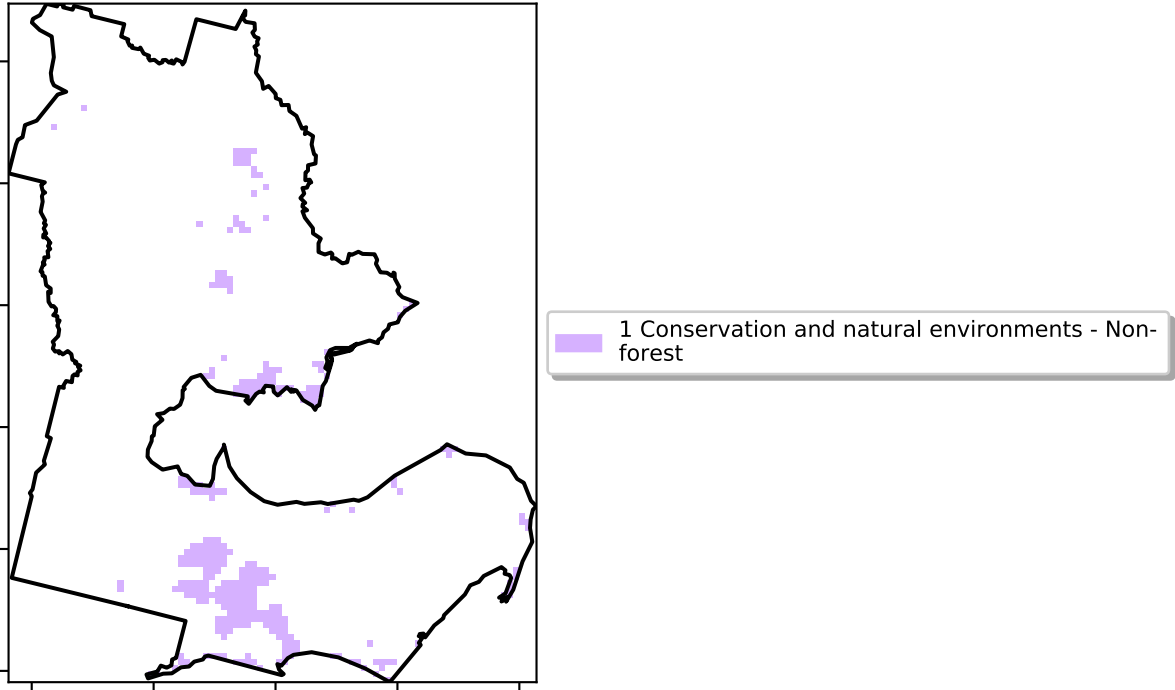 1 Conservation and natural environments - Non-
forest